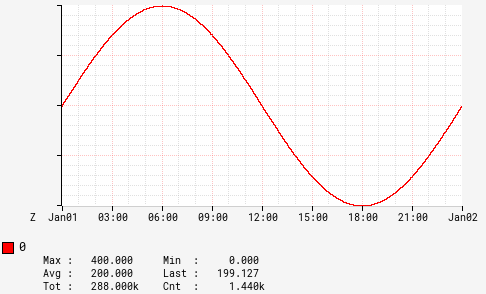 Z Jan01 03:00 06:00 09:00 12:00 15:00 18:00 21:00 Jan02
0
Max : 400.000 Min : 0.000
Avg : 200.000 Last : 199.127
Tot : 288.000k Cnt : 1.440k